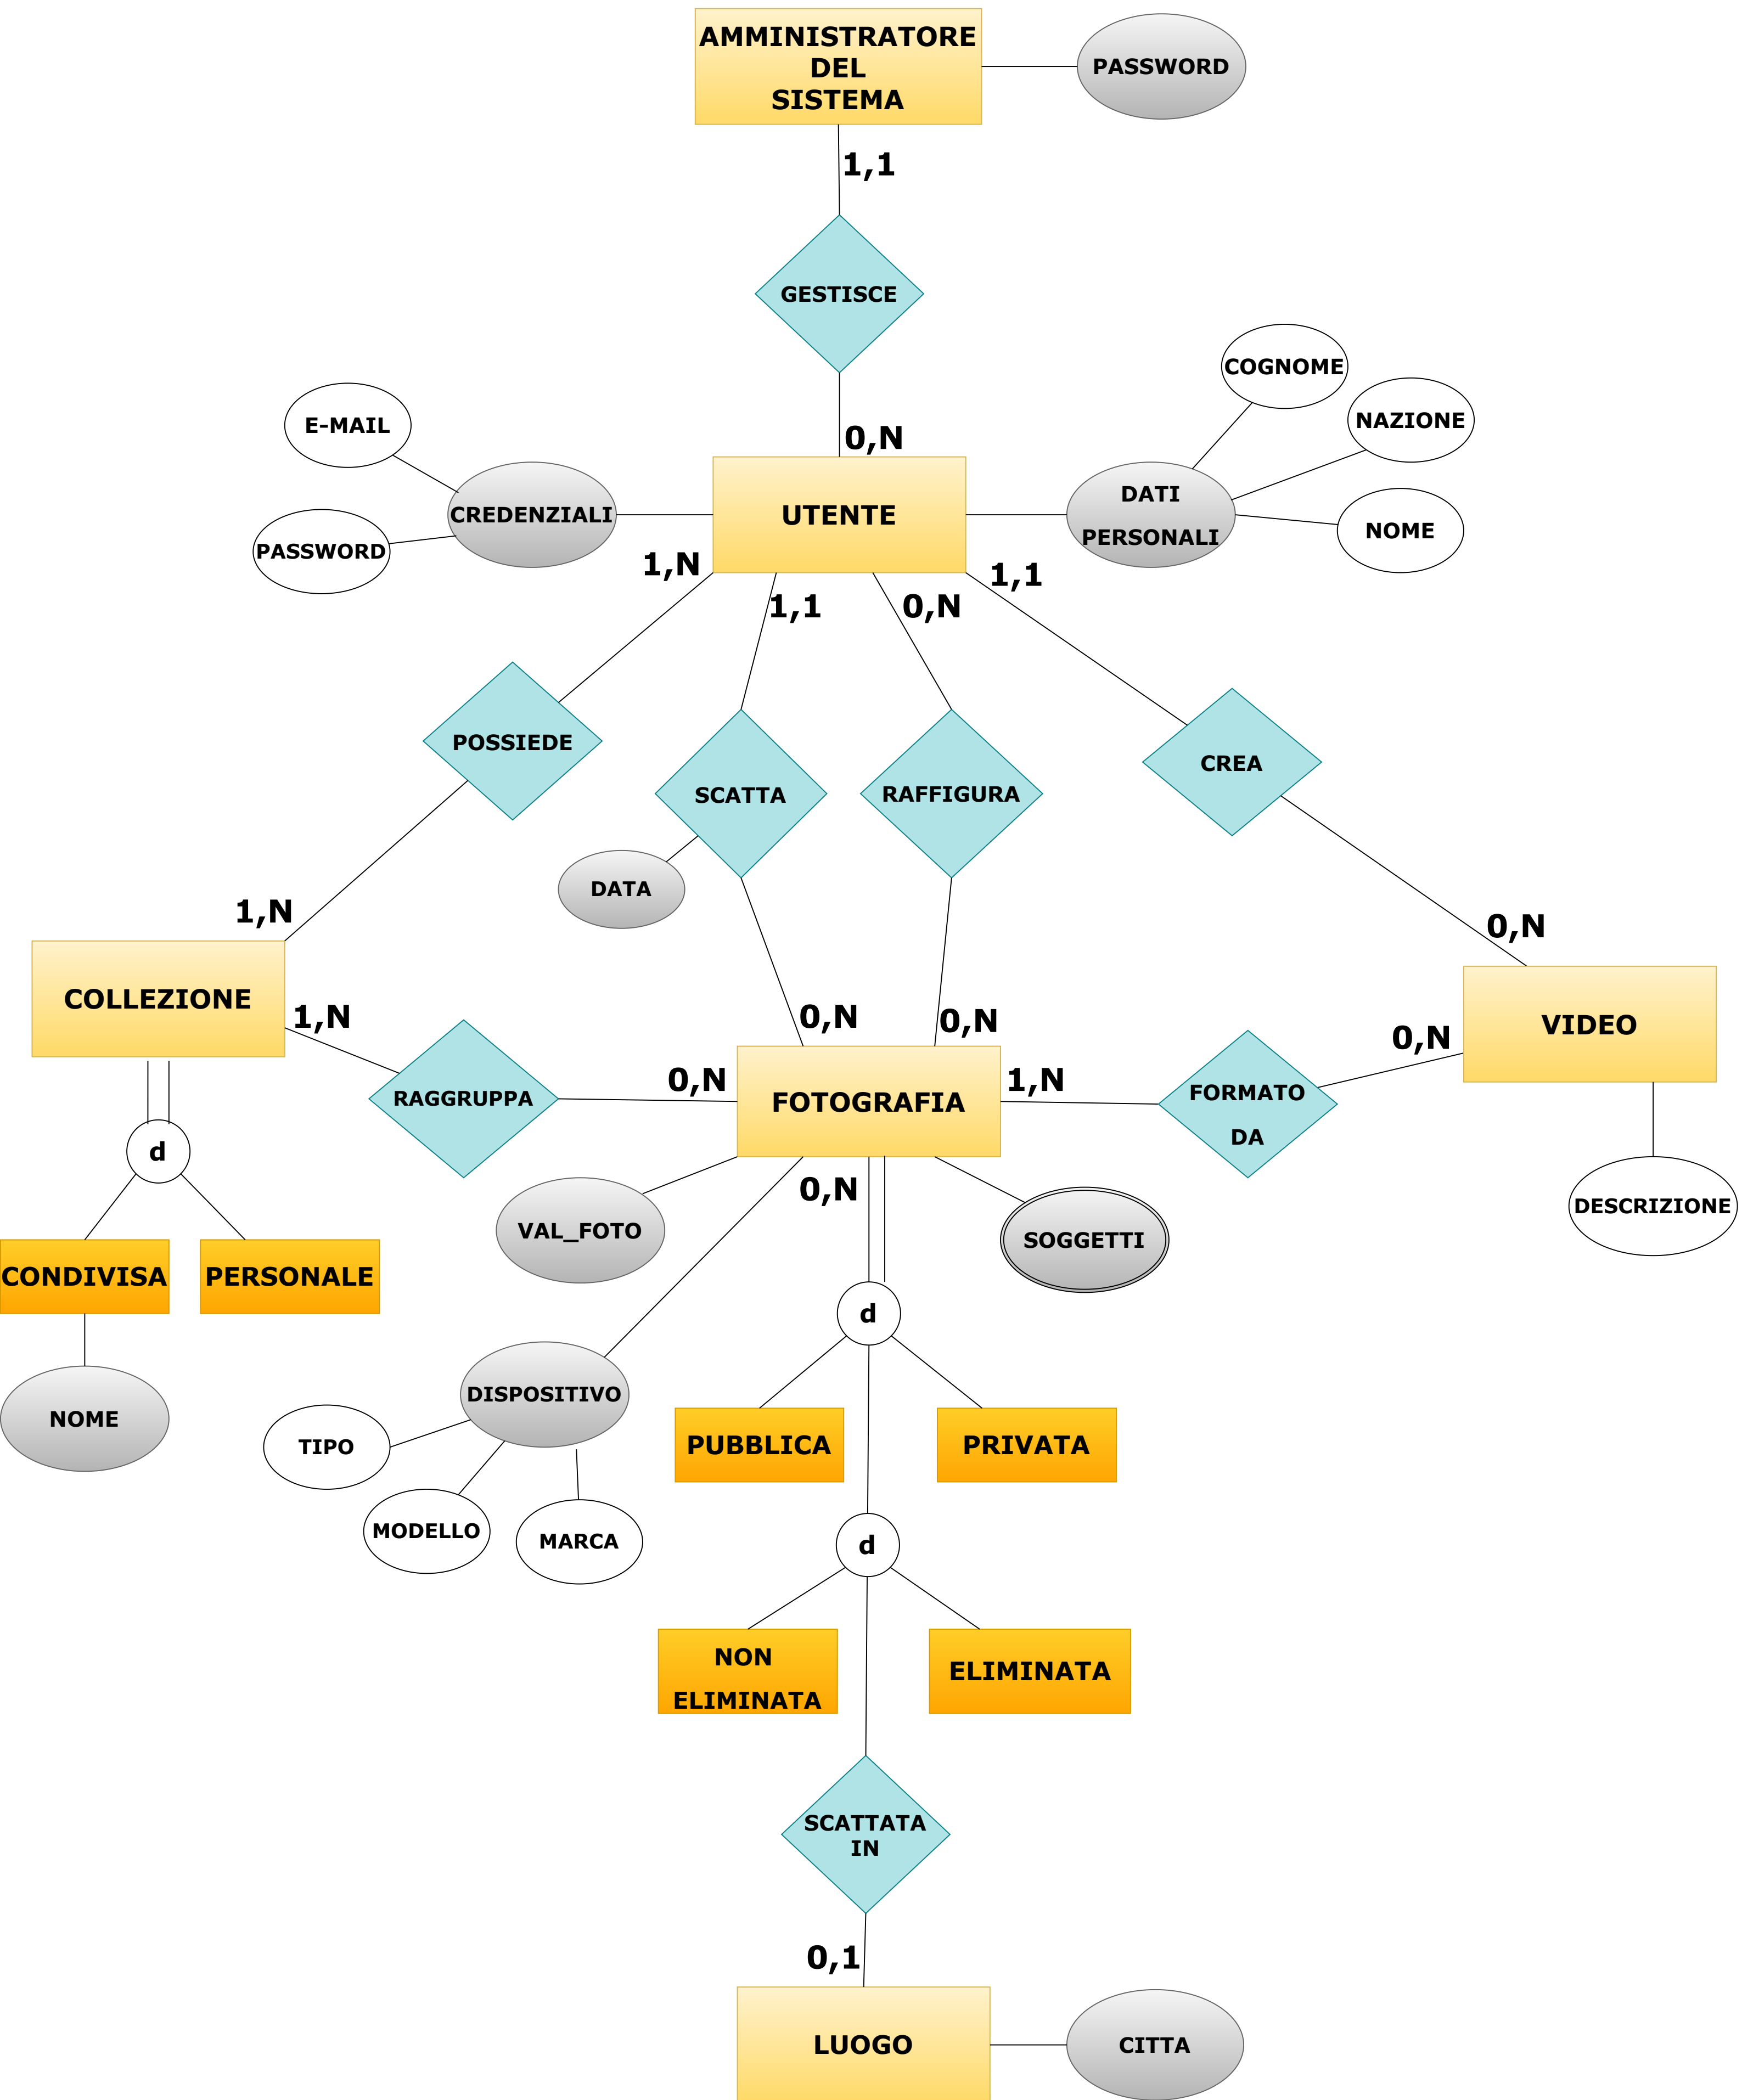 AMMINISTRATORE
DEL
SISTEMA
PASSWORD
1,1
GESTISCE
0,N
COGNOME
NAZIONE
NOME
DATI
PERSONALI
E-MAIL
PASSWORD
CREDENZIALI
UTENTE
1,N
1,1
0,N
1,1
POSSIEDE
SCATTA
RAFFIGURA
CREA
DATA
1,N
0,N
0,N
0,N
COLLEZIONE
1,N
RAGGRUPPA
0,N
FOTOGRAFIA
1,N
FORMATO
DA
0,N
VIDEO
DESCRIZIONE
d
CONDIVISA
PERSONALE
NOME
VAL_FOTO
0,N
SOGGETTI
d
DISPOSITIVO
TIPO
MODELLO
MARCA
PUBBLICA
PRIVATA
d
NON
ELIMINATA
ELIMINATA
SCATTATA
IN
0,1
LUOGO
CITTA